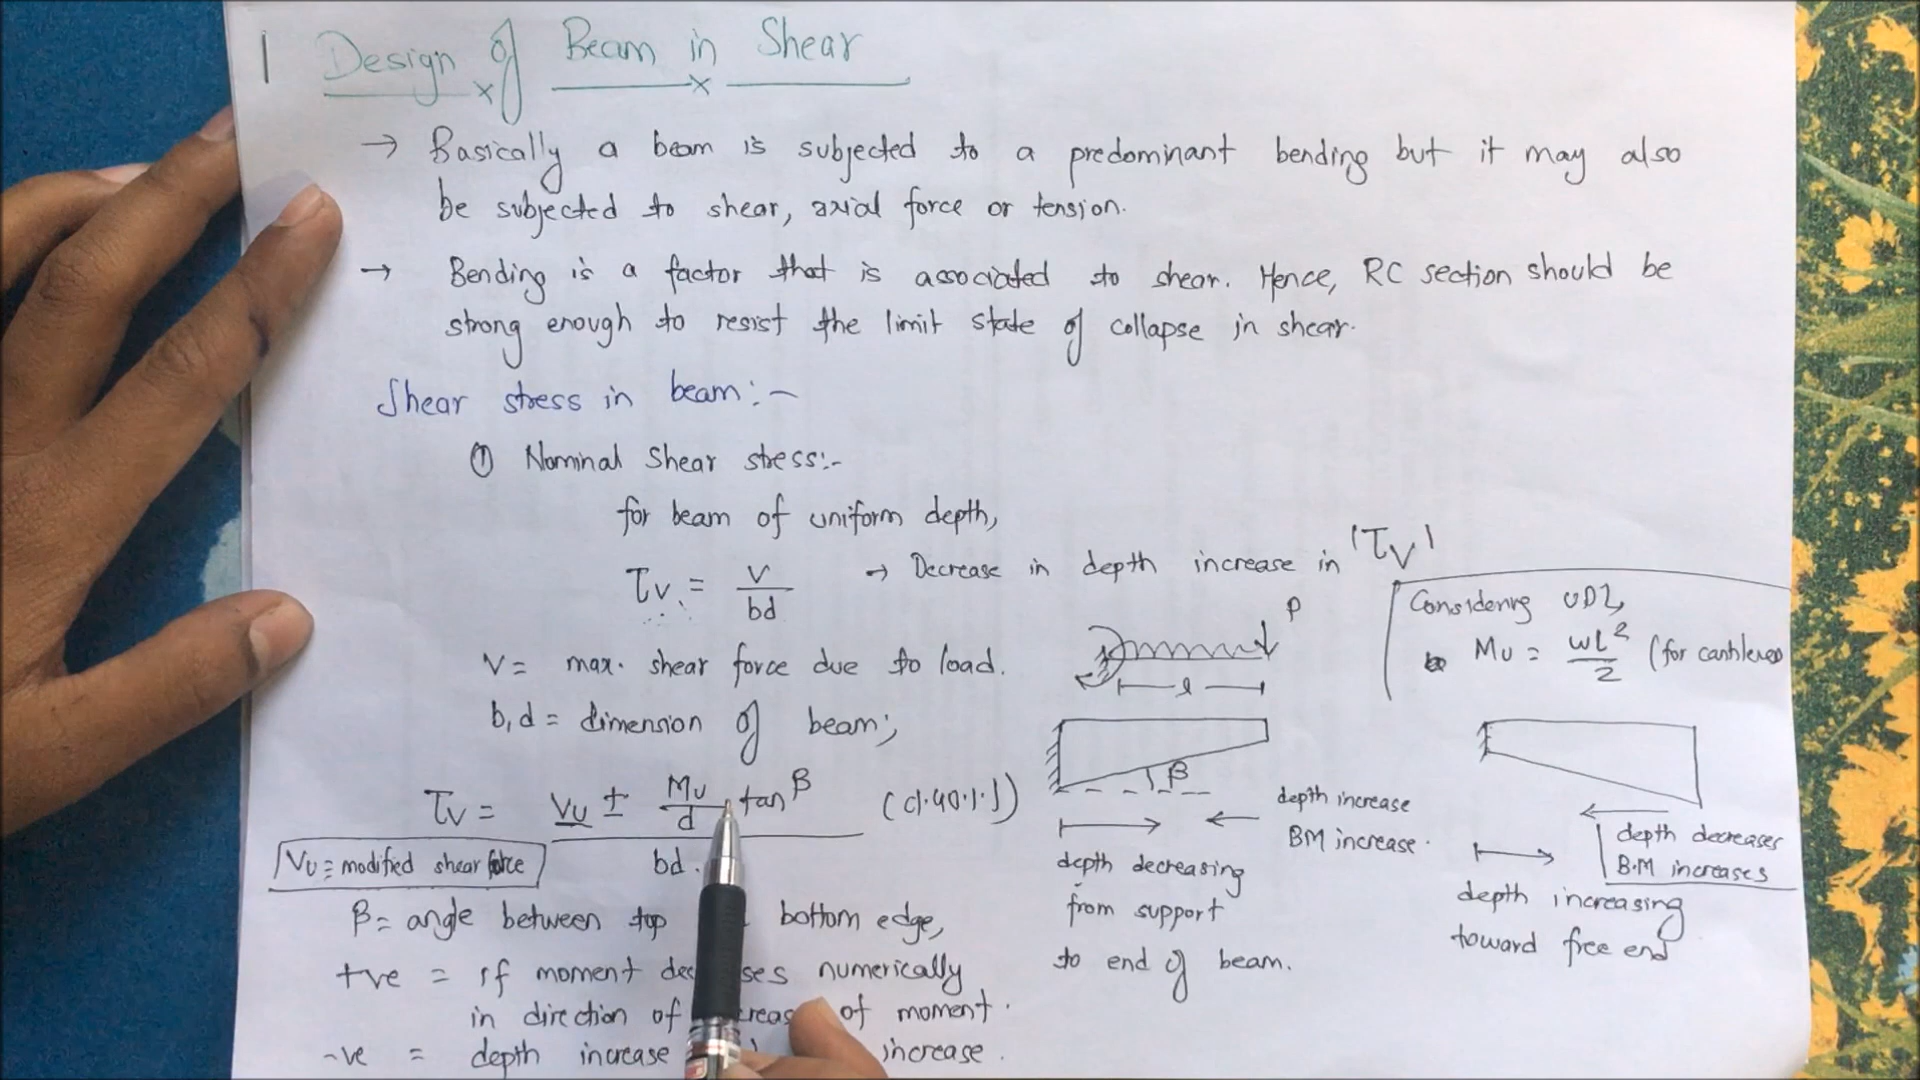 1 Design of Beam in Shear
→ Basically a beam is subjected to a predominant bending but it may also
be subjected to shear, axial force or tension.
→ Bending is a factor that is associated to shear. Hence, RC section should be
strong enough to resist the limit state of collapse in shear.
Shear stress in beam:-
① Nominal Shear stress:-
for beam of uniform depth,
τv = V/bd → Decrease in depth increase in 'τv'
V = max. shear force due to load.
b, d = dimension of beam;
τv = (Vu ± Mu/d tan β)/bd (cl.40.1.1)
Vu = modified shear force
β = angle between top bottom edge,
+ve = if moment numerically
in direction of of moment.
-ve = depth increase increase.
P
l
β
depth increase
BM increase.
depth decreasing
from support
to end of beam.
Considering UDL,
Mu = wl²/2 (for
depth decreases
B.M increases
depth increasing
toward free end